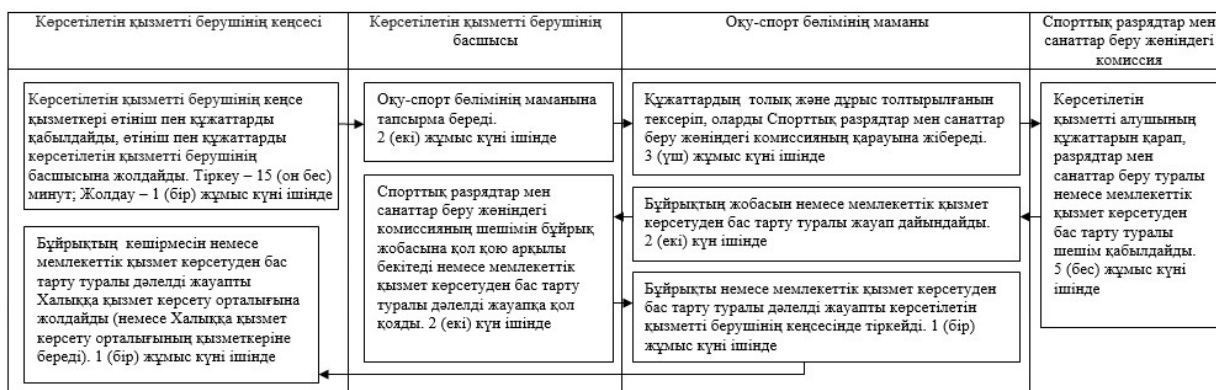 Көрсетілетін қызметті берушінің кеңсесі
Көрсетілетін қызметті берушінің
басшысы
Оқу-спорт бөлімінің маманы
Спорттық разрядтар мен
санаттар беру жөніндегі
комиссия
Көрсетілетін қызметті берушінің кеңсе
қызметкері өтініш пен құжаттарды
қабылдайды, өтініш пен құжаттарды
көрсетілетін қызметті берушінің
басшысына жолдайды. Тіркеу – 15 (он бес)
минут; Жолдау – 1 (бір) жұмыс күні ішінде
Оқу-спорт бөлімінің маманына
тапсырма береді.
2 (екі) жұмыс күні ішінде
Құжаттардың толық және дұрыс толтырылғанын
тексеріп, оларды Спорттық разрядтар мен санаттар
беру жөніндегі комиссияның қарауына жібереді.
3 (үш) жұмыс күні ішінде
Көрсетілетін
қызметті алушының
құжаттарын қарап,
разрядтар мен
санаттар беру туралы
немесе мемлекеттік
қызмет көрсетуден
бас тарту туралы
шешім қабылдайды.
5 (бес) жұмыс күні
ішінде
Бұйрықтың жобасын немесе мемлекеттік қызмет
көрсетуден бас тарту туралы жауап дайындайды.
2 (екі) күн ішінде
Спорттық разрядтар мен
санаттар беру жөніндегі
комиссияның шешімін бұйрық
жобасына қол қою арқылы
бекітеді немесе мемлекеттік
қызмет көрсетуден бас тарту
туралы дәлелді жауапқа қол
қояды. 2 (екі) күн ішінде
Бұйрықты немесе мемлекеттік қызмет көрсетуден
бас тарту туралы дәлелді жауапты көрсетілетін
қызметті берушінің кеңсесінде тіркейді. 1 (бір)
жұмыс күні ішінде
Бұйрықтың көшірмесін немесе
мемлекеттік қызмет көрсетуден бас
тарту туралы дәлелді жауапты
Халыққа қызмет көрсету орталығына
жолдайды (немесе Халыққа қызмет
көрсету орталығының қызметкеріне
береді). 1 (бір) жұмыс күні ішінде